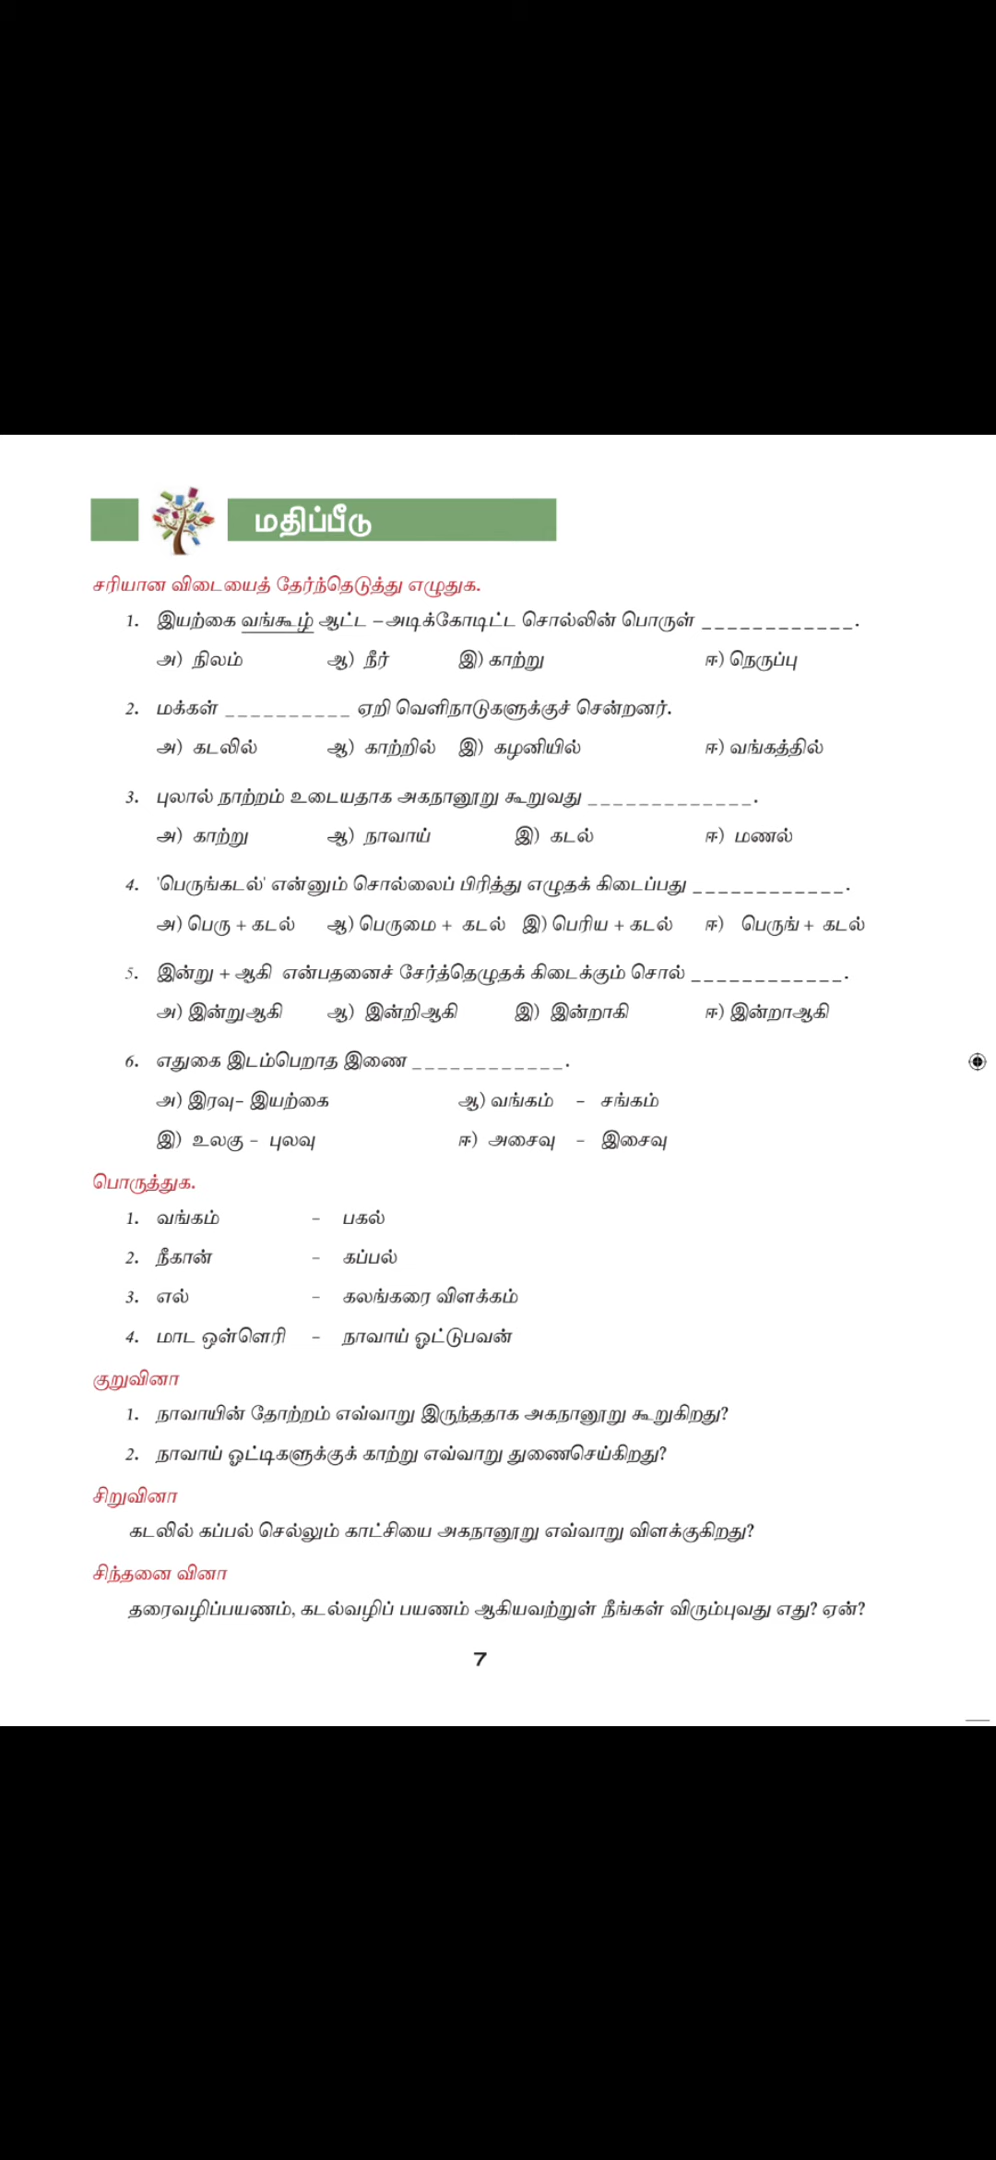 மதிப்பீடு
சரியான விடையைத் தேர்ந்தெடுத்து எழுதுக.
1. இயற்கை வங்கூழ் ஆட்ட –அடிக்கோடிட்ட சொல்லின் பொருள் ____________.
அ) நிலம் ஆ) நீர் இ) காற்று ஈ) நெருப்பு
2. மக்கள் __________ ஏறி வெளிநாடுகளுக்குச் சென்றனர்.
அ) கடலில் ஆ) காற்றில் இ) கழனியில் ஈ) வங்கத்தில்
3. புலால் நாற்றம் உடையதாக அகநானூறு கூறுவது _____________.
அ) காற்று ஆ) நாவாய் இ) கடல் ஈ) மணல்
4. 'பெருங்கடல்' என்னும் சொல்லைப் பிரித்து எழுதக் கிடைப்பது ____________.
அ) பெரு + கடல் ஆ) பெருமை + கடல் இ) பெரிய + கடல் ஈ) பெருங் + கடல்
5. இன்று + ஆகி என்பதனைச் சேர்த்தெழுதக் கிடைக்கும் சொல் ____________.
அ) இன்றுஆகி ஆ) இன்றிஆகி இ) இன்றாகி ஈ) இன்றாஆகி
6. எதுகை இடம்பெறாத இணை ____________.
அ) இரவு– இயற்கை ஆ) வங்கம் – சங்கம்
இ) உலகு – புலவு ஈ) அசைவு – இசைவு
பொருத்துக.
1. வங்கம் – பகல்
2. நீகான் – கப்பல்
3. எல் – கலங்கரை விளக்கம்
4. மாட ஒள்ளெரி – நாவாய் ஓட்டுபவன்
குறுவினா
1. நாவாயின் தோற்றம் எவ்வாறு இருந்ததாக அகநானூறு கூறுகிறது?
2. நாவாய் ஓட்டிகளுக்குக் காற்று எவ்வாறு துணைசெய்கிறது?
சிறுவினா
கடலில் கப்பல் செல்லும் காட்சியை அகநானூறு எவ்வாறு விளக்குகிறது?
சிந்தனை வினா
தரைவழிப்பயணம், கடல்வழிப் பயணம் ஆகியவற்றுள் நீங்கள் விரும்புவது எது? ஏன்?
7